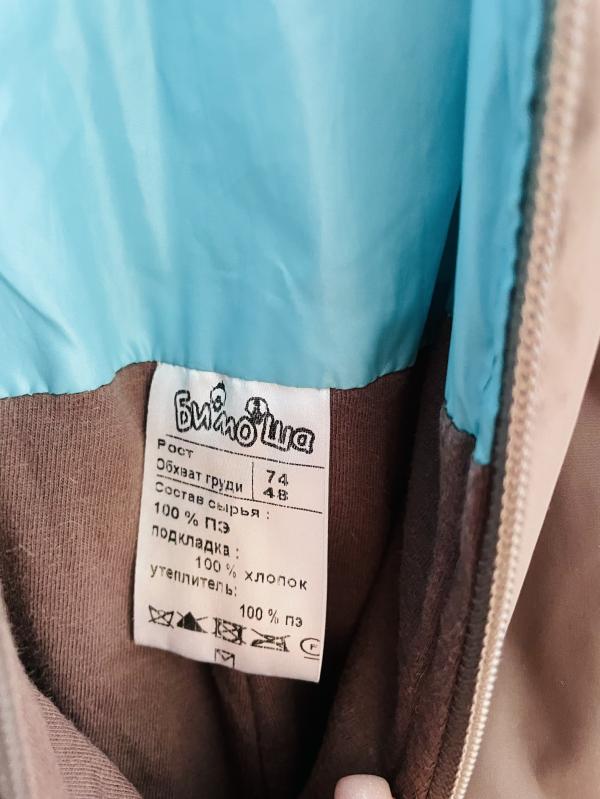 Бимоша
Рост 74
Обхват груди 48
Состав сырья :
100 % ПЭ
подкладка :
100 % хлопок
утеплитель:
100 % пэ
F